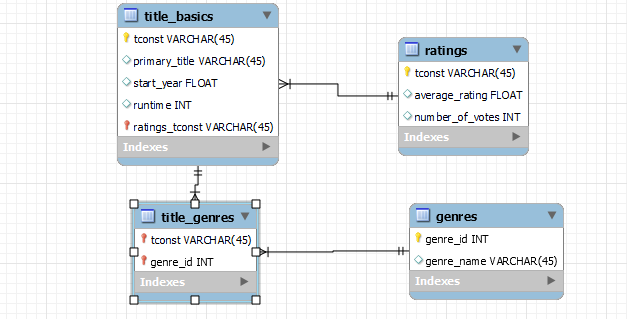 title_basics
tconst VARCHAR(45)
primary_title VARCHAR(45)
start_year FLOAT
runtime INT
ratings_tconst VARCHAR(45)
Indexes
ratings
tconst VARCHAR(45)
average_rating FLOAT
number_of_votes INT
Indexes
title_genres
tconst VARCHAR(45)
genre_id INT
Indexes
genres
genre_id INT
genre_name VARCHAR(45)
Indexes